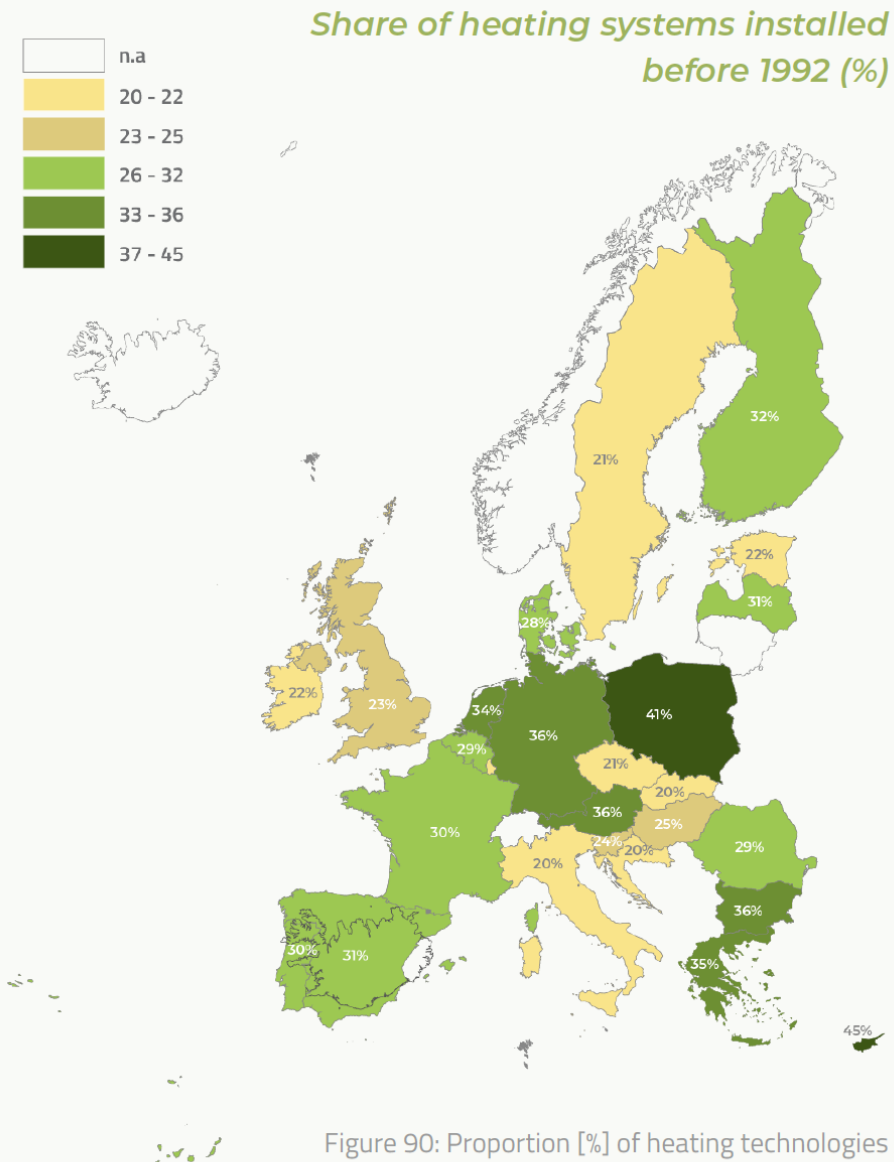 Share of heating systems installed
before 1992 (%)
n.a
20 - 22
23 - 25
26 - 32
33 - 36
37 - 45
32%
21%
22%
31%
28%
22%
23%
34%
41%
36%
29%
21%
20%
36%
25%
30%
24%
20%
20%
29%
36%
30%
31%
35%
45%
Figure 90: Proportion [%] of heating technologies